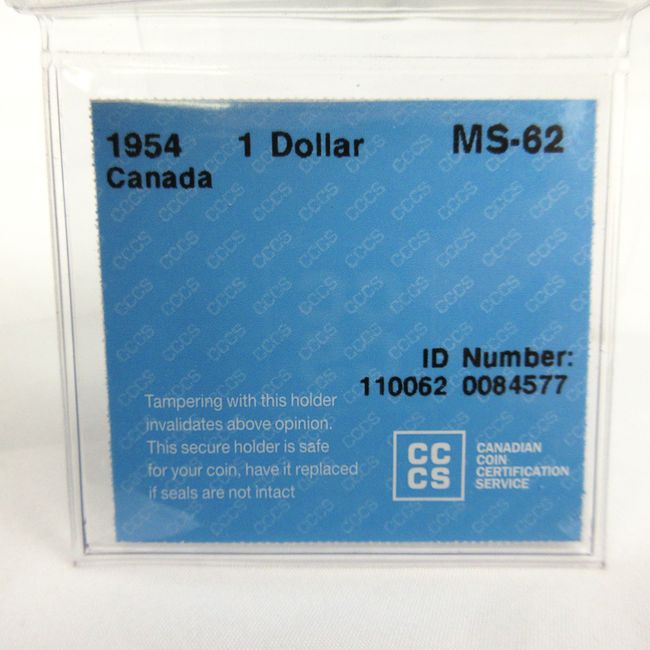 1954 1 Dollar MS-62
Canada
ID Number:
110062 0084577
Tampering with this holder
invalidates above opinion.
This secure holder is safe
for your coin, have it replaced
if seals are not intact
CC
CS
CANADIAN
COIN
CERTIFICATION
SERVICE